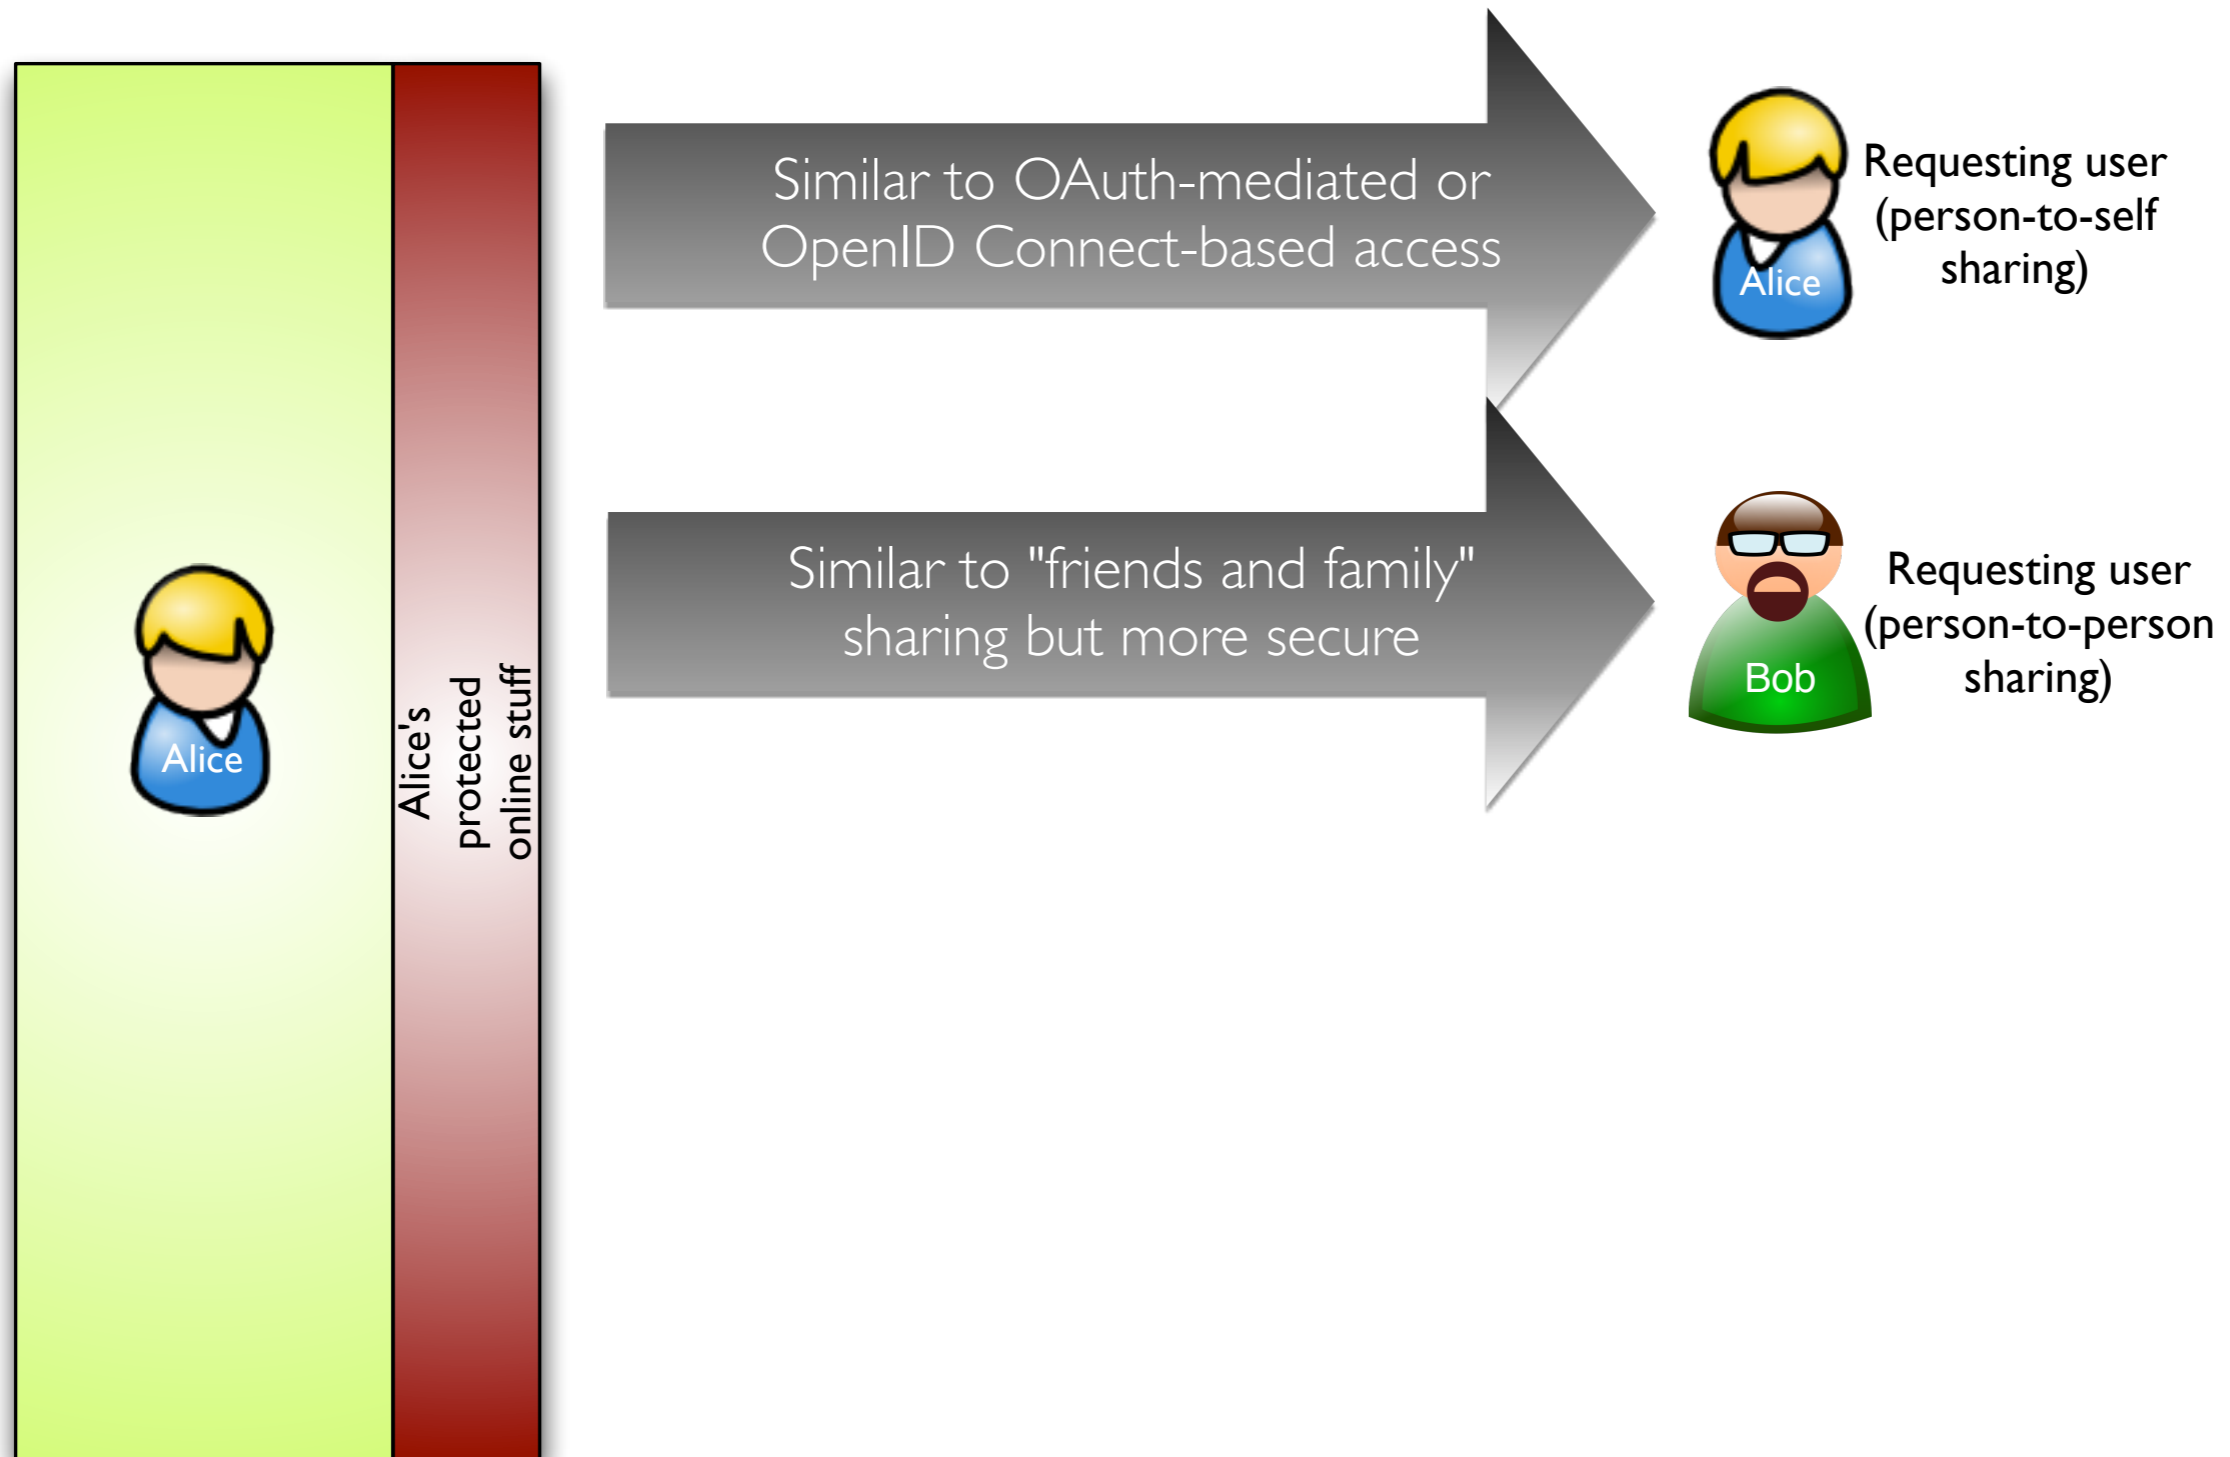 Similar to OAuth-mediated or
OpenID Connect-based access
Alice
Requesting user
(person-to-self
sharing)
Alice
Alice's
protected
online stuff
Similar to "friends and family"
sharing but more secure
Bob
Requesting user
(person-to-person
sharing)